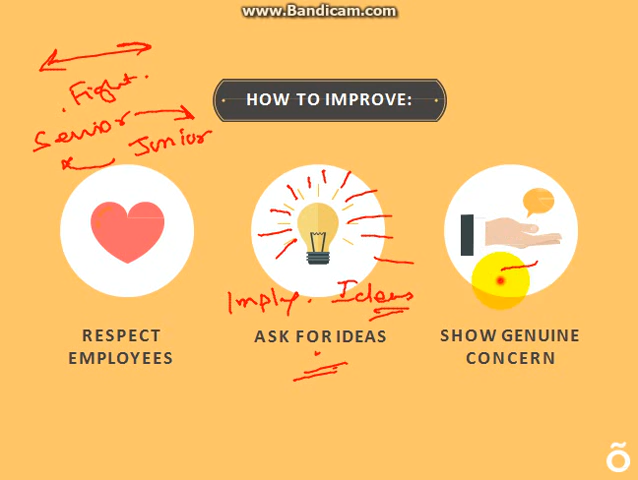 www.Bandicam.com
Fight.
Senior
Junior
HOW TO IMPROVE:
Imply. Ideas
RESPECT
EMPLOYEES
ASK FOR IDEAS
SHOW GENUINE
CONCERN
õ